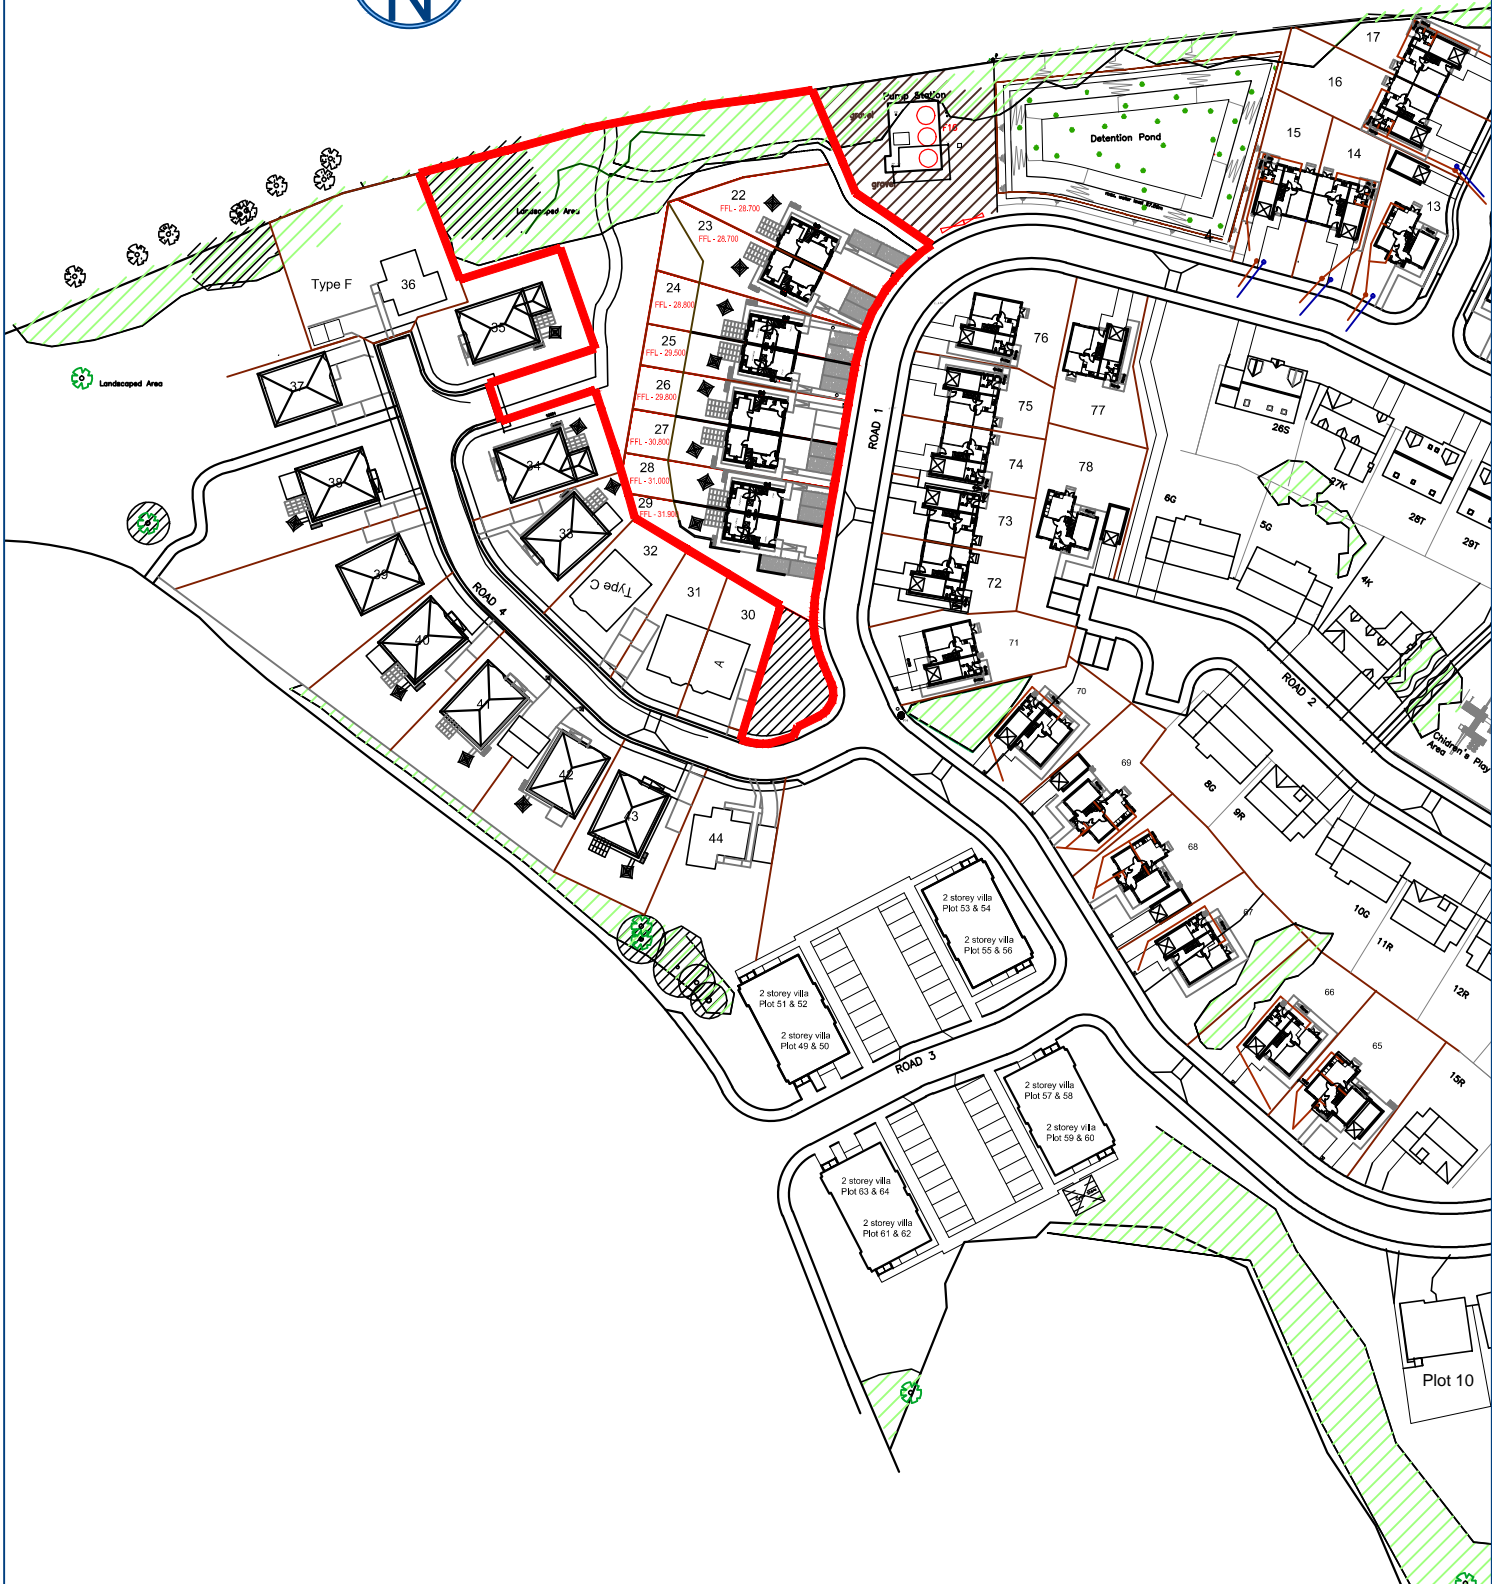 N
17
16
15
14
13
Pump Station
gravel
F16
gravel
Detention Pond
Landscaped Area
22
FFL - 28.700
23
FFL - 28.700
24
FFL - 28.800
25
FFL - 29.500
26
FFL - 29.800
27
FFL - 30.800
28
FFL - 31.000
29
FFL - 31.900
Type F
36
35
37
Landscaped Area
38
34
33
39
32
Type C
31
30
A
ROAD 4
40
41
42
43
44
ROAD 1
76
77
75
74
78
73
72
71
70
69
68
67
66
65
26S
27K
28T
29T
6G
5G
4K
ROAD 2
Children's Play
Area
8G
9R
10G
11R
12R
15R
2 storey villa
Plot 53 & 54
2 storey villa
Plot 55 & 56
2 storey villa
Plot 51 & 52
2 storey villa
Plot 49 & 50
ROAD 3
2 storey villa
Plot 57 & 58
2 storey villa
Plot 59 & 60
2 storey villa
Plot 63 & 64
2 storey villa
Plot 61 & 62
Plot 10